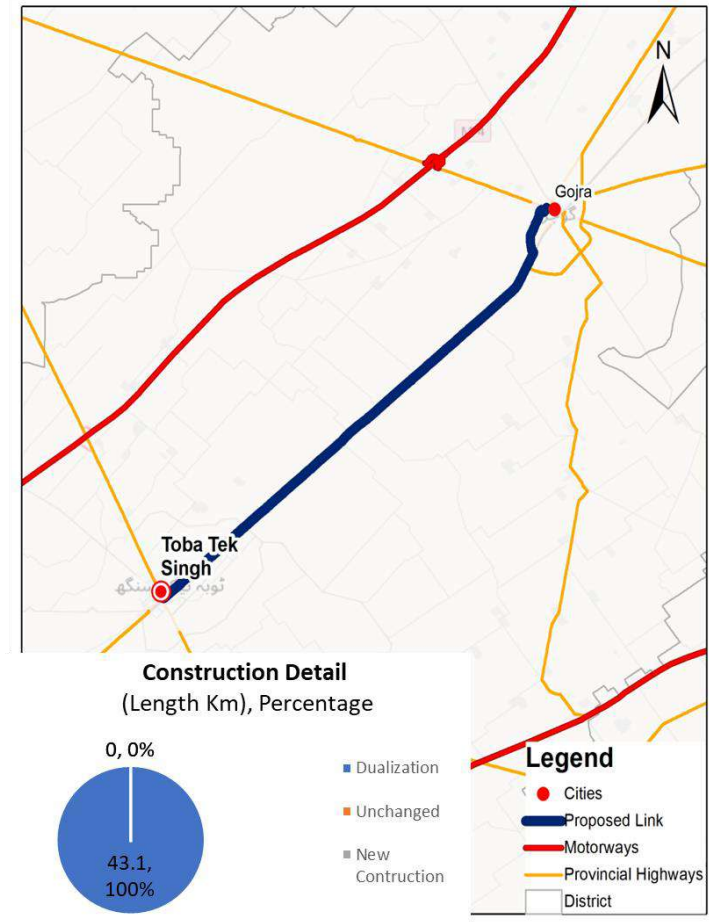 N
Gojra
Toba Tek
Singh
Construction Detail
(Length Km), Percentage
0, 0%
43.1,
100%
Dualization
Unchanged
New
Contruction
Legend
Cities
Proposed Link
Motorways
Provincial Highways
District